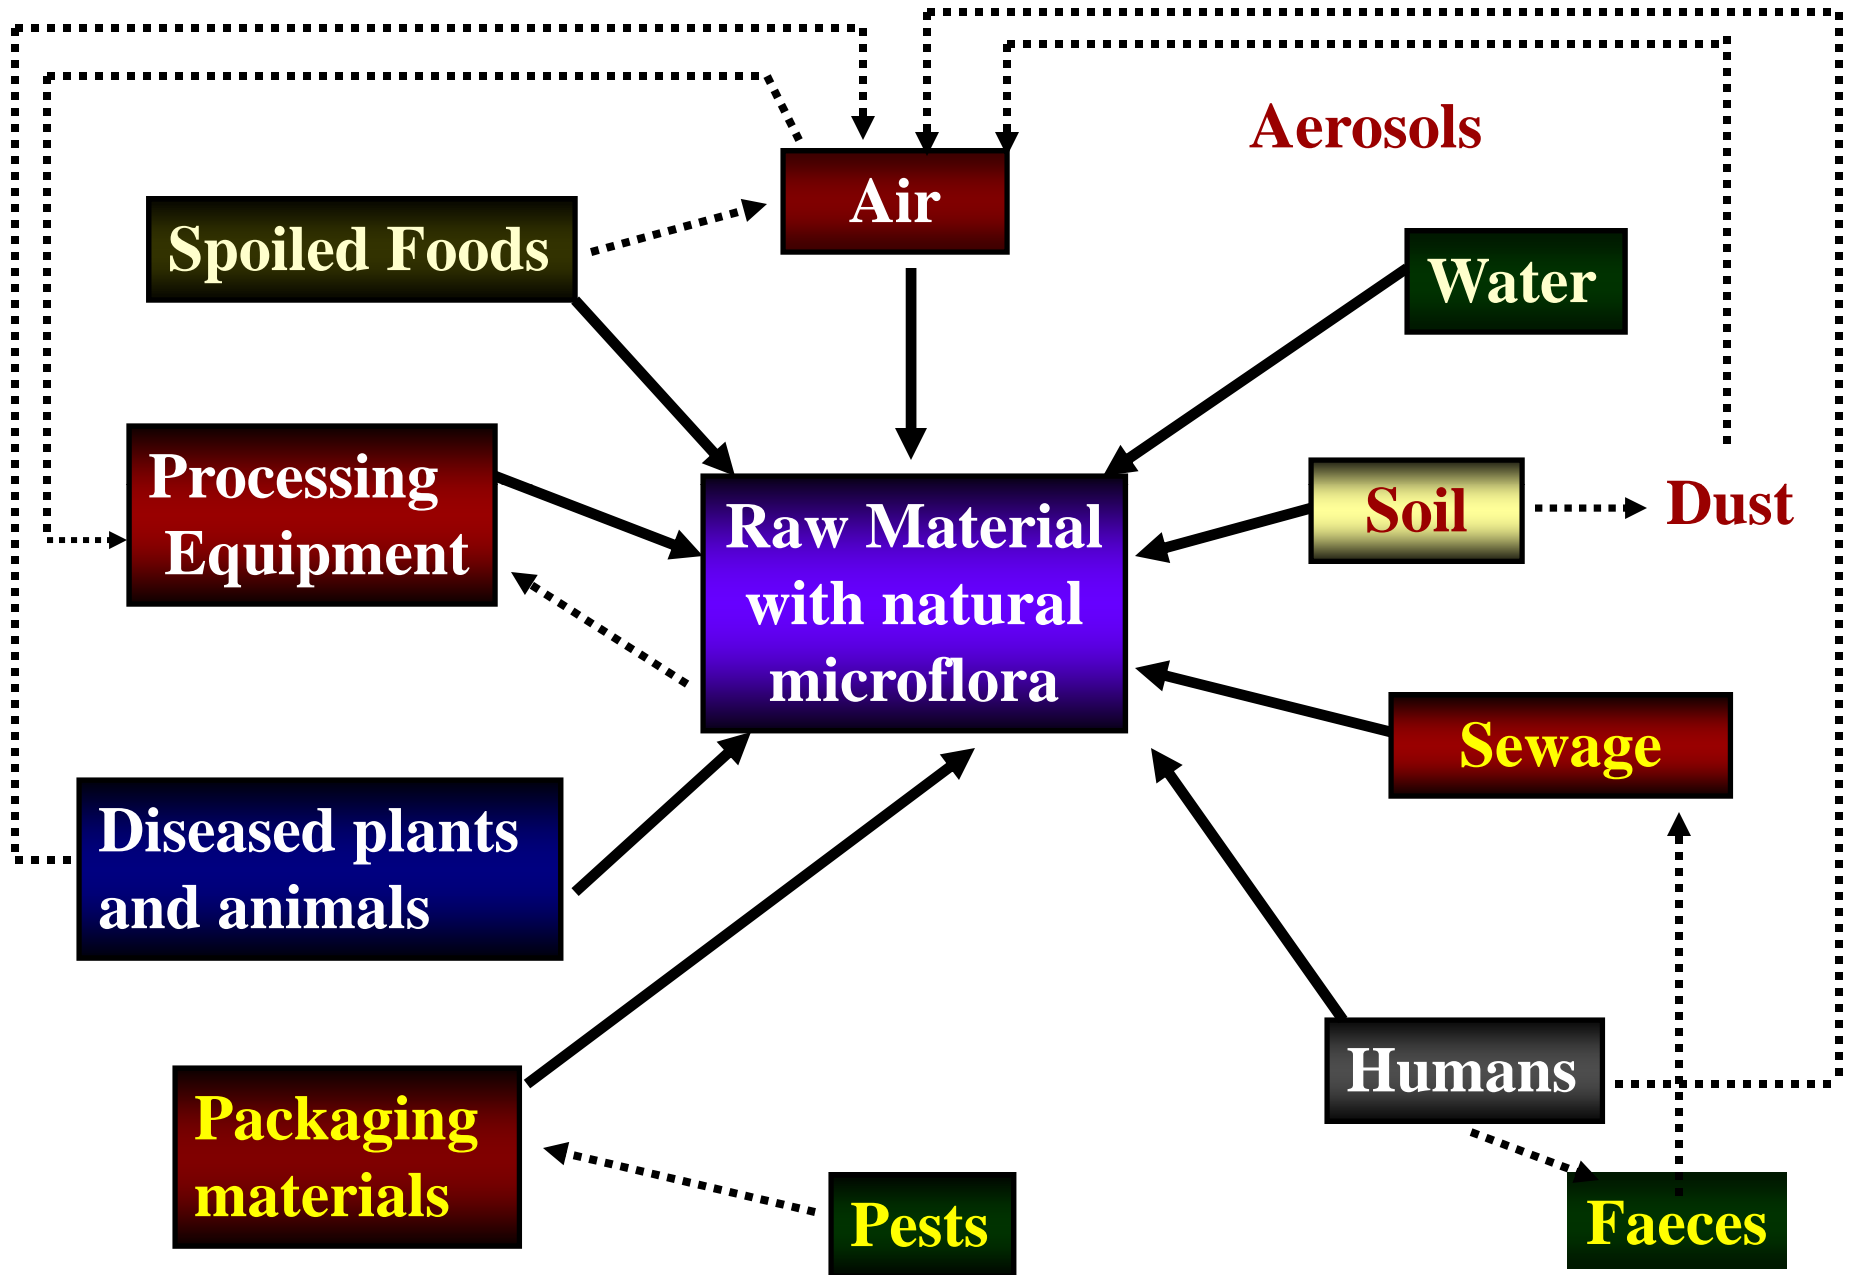 Aerosols
Air
Spoiled Foods
Water
Processing
Equipment
Raw Material
with natural
microflora
Soil
Dust
Sewage
Diseased plants
and animals
Humans
Packaging
materials
Pests
Faeces